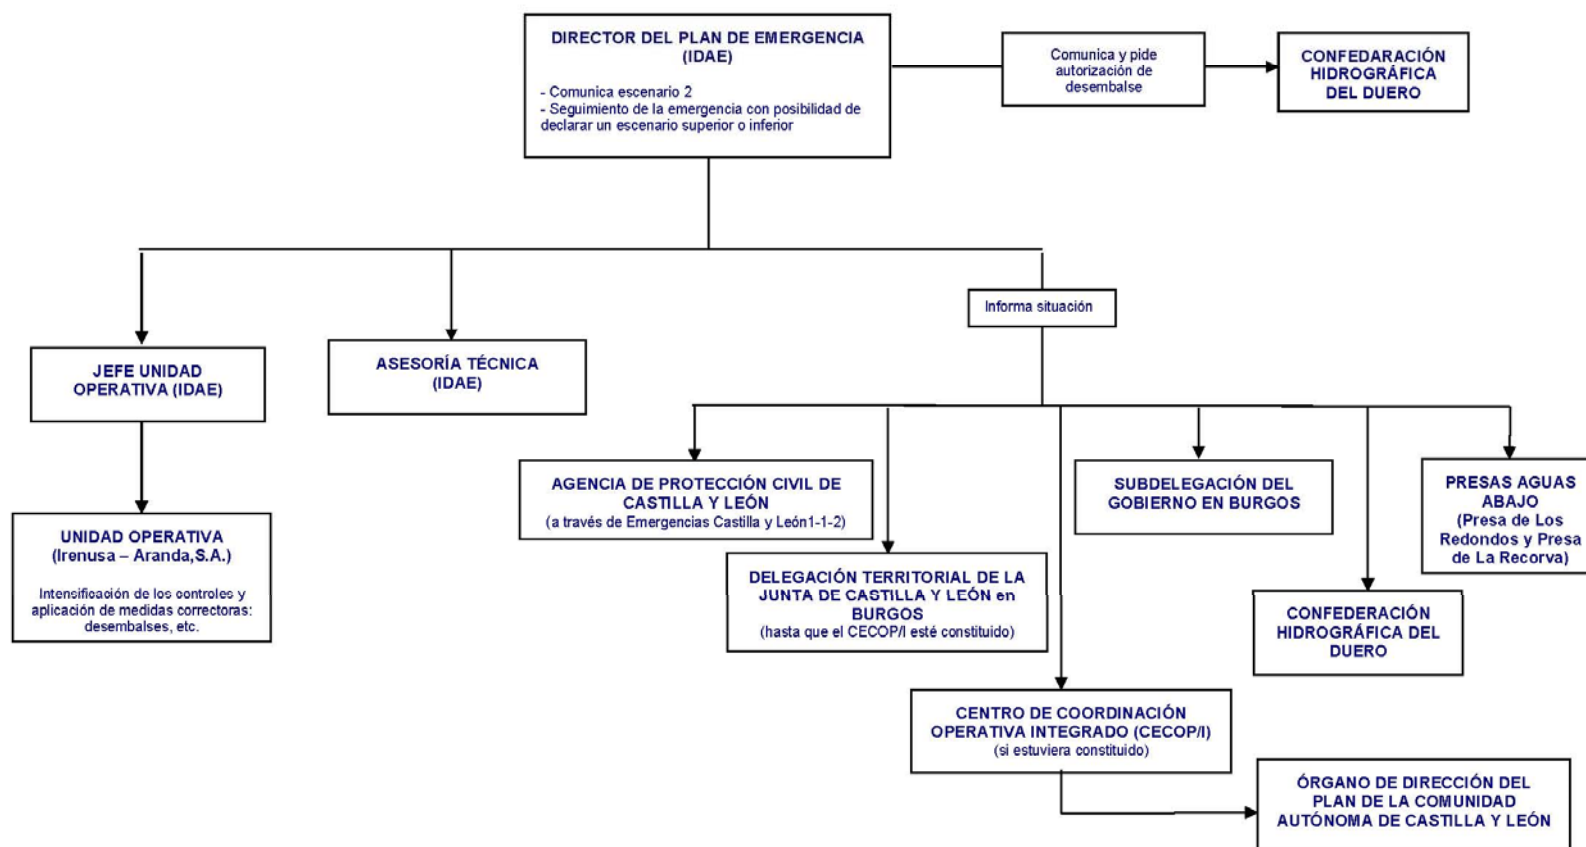 DIRECTOR DEL PLAN DE EMERGENCIA
(IDAE)
- Comunica escenario 2
- Seguimiento de la emergencia con posibilidad de
declarar un escenario superior o inferior
Comunica y pide
autorización de
desembalse
CONFEDARACIÓN
HIDROGRÁFICA
DEL DUERO
Informa situación
JEFE UNIDAD
OPERATIVA (IDAE)
ASESORÍA TÉCNICA
(IDAE)
UNIDAD OPERATIVA
(Irenusa – Aranda,S.A.)
Intensificación de los controles y
aplicación de medidas correctoras:
desembalses, etc.
AGENCIA DE PROTECCIÓN CIVIL DE
CASTILLA Y LEÓN
(a través de Emergencias Castilla y León1-1-2)
DELEGACIÓN TERRITORIAL DE LA
JUNTA DE CASTILLA Y LEÓN en
BURGOS
(hasta que el CECOP/I esté constituido)
CENTRO DE COORDINACIÓN
OPERATIVA INTEGRADO (CECOP/I)
(si estuviera constituido)
SUBDELEGACIÓN DEL
GOBIERNO EN BURGOS
CONFEDERACIÓN
HIDROGRÁFICA DEL
DUERO
PRESAS AGUAS
ABAJO
(Presa de Los
Redondos y Presa
de La Recorva)
ÓRGANO DE DIRECCIÓN DEL
PLAN DE LA COMUNIDAD
AUTÓNOMA DE CASTILLA Y LEÓN